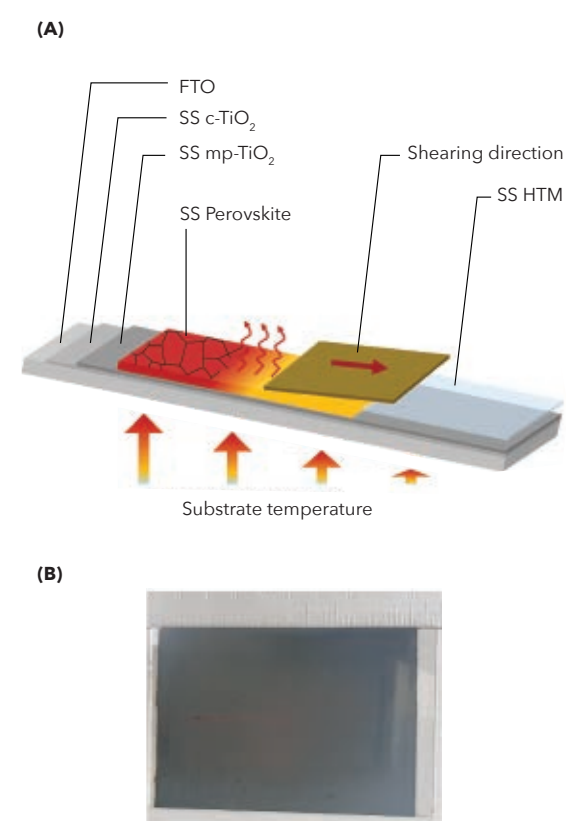 (A)
FTO
SS c-TiO₂
SS mp-TiO₂
Shearing direction
SS HTM
SS Perovskite
Substrate temperature
(B)